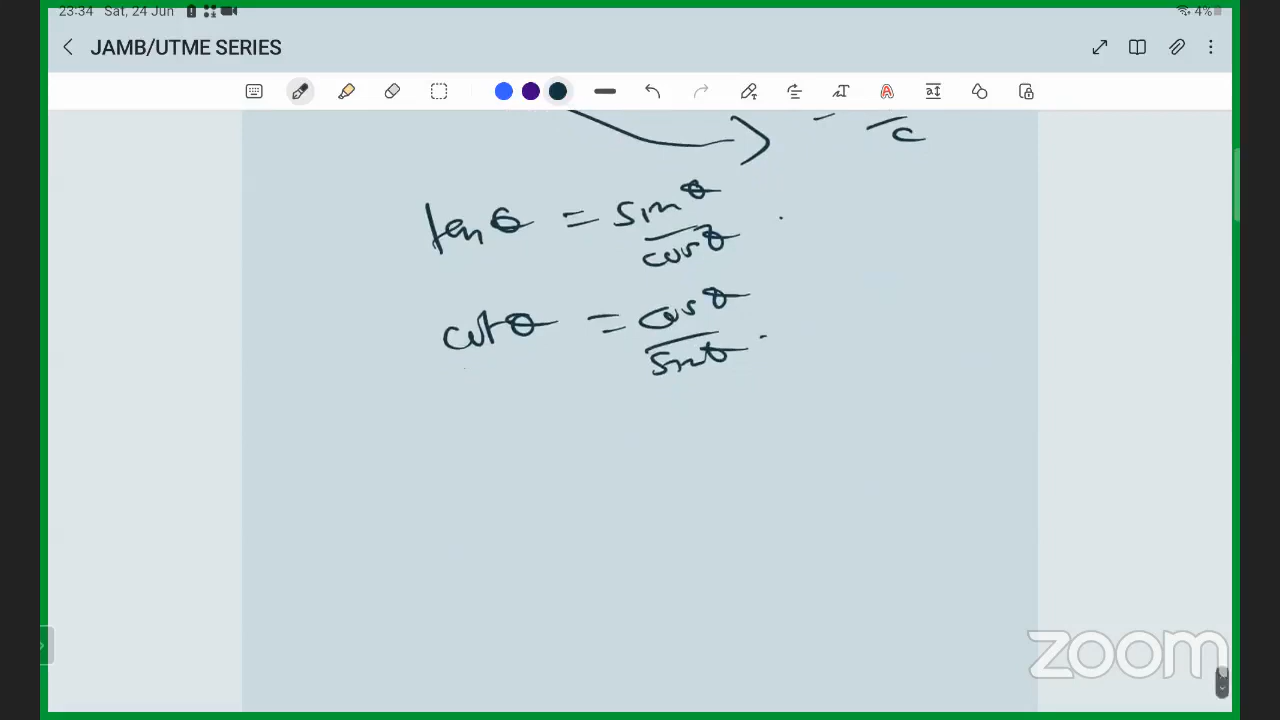 23:34 Sat, 24 Jun 4%
JAMB/UTME SERIES
= — c
tanθ = sinθ / cosθ .
cotθ = cosθ / sinθ .
zoom